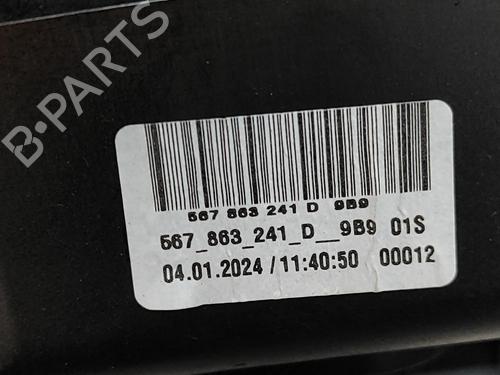 B-PARTS
567 863 241 D 9B9
567_863_241_D__9B9 01S
04.01.2024 / 11:40:50 00012